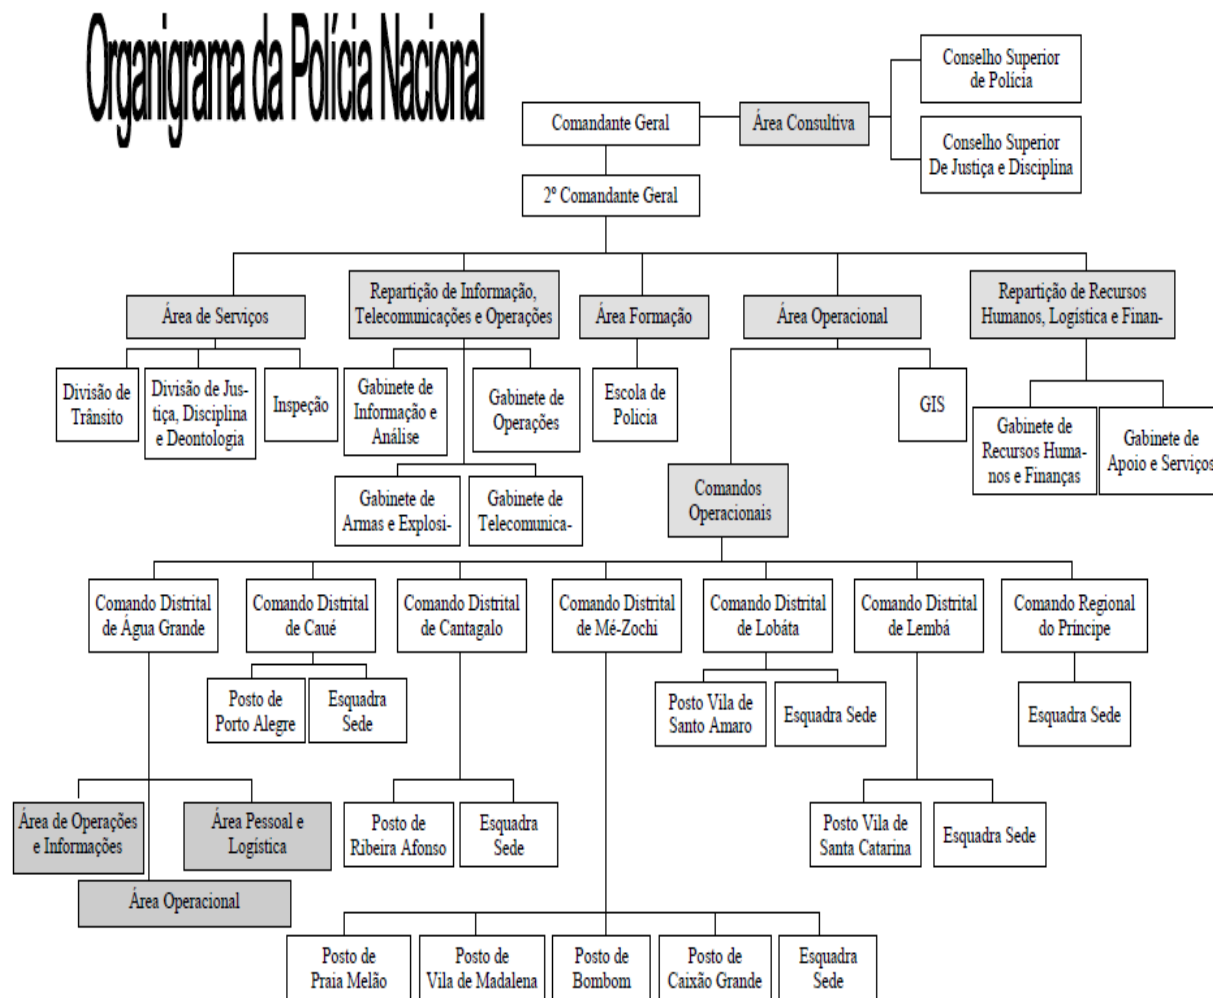 Organigrama da Polícia Nacional
Conselho Superior
de Polícia
Comandante Geral
Área Consultiva
Conselho Superior
De Justiça e Disciplina
2º Comandante Geral
Área de Serviços
Repartição de Informação,
Telecomunicações e Operações
Área Formação
Área Operacional
Repartição de Recursos
Humanos, Logística e Finan-
Divisão de
Trânsito
Divisão de Jus-
tiça, Disciplina
e Deontologia
Inspeção
Gabinete de
Informação e
Análise
Gabinete de
Operações
Escola de
Policia
GIS
Gabinete de
Recursos Huma-
nos e Finanças
Gabinete de
Apoio e Serviços
Gabinete de
Armas e Explosi-
Gabinete de
Telecomunica-
Comandos
Operacionais
Comando Distrital
de Água Grande
Comando Distrital
de Caué
Comando Distrital
de Cantagalo
Comando Distrital
de Mé-Zochi
Comando Distrital
de Lobáta
Comando Distrital
de Lembá
Comando Regional
do Príncipe
Posto de
Porto Alegre
Esquadra
Sede
Posto Vila de
Santo Amaro
Esquadra Sede
Esquadra Sede
Área de Operações
e Informações
Área Pessoal e
Logística
Posto de
Ribeira Afonso
Esquadra
Sede
Posto Vila de
Santa Catarina
Esquadra Sede
Área Operacional
Posto de
Praia Melão
Posto de
Vila de Madalena
Posto de
Bombom
Posto de
Caixão Grande
Esquadra
Sede